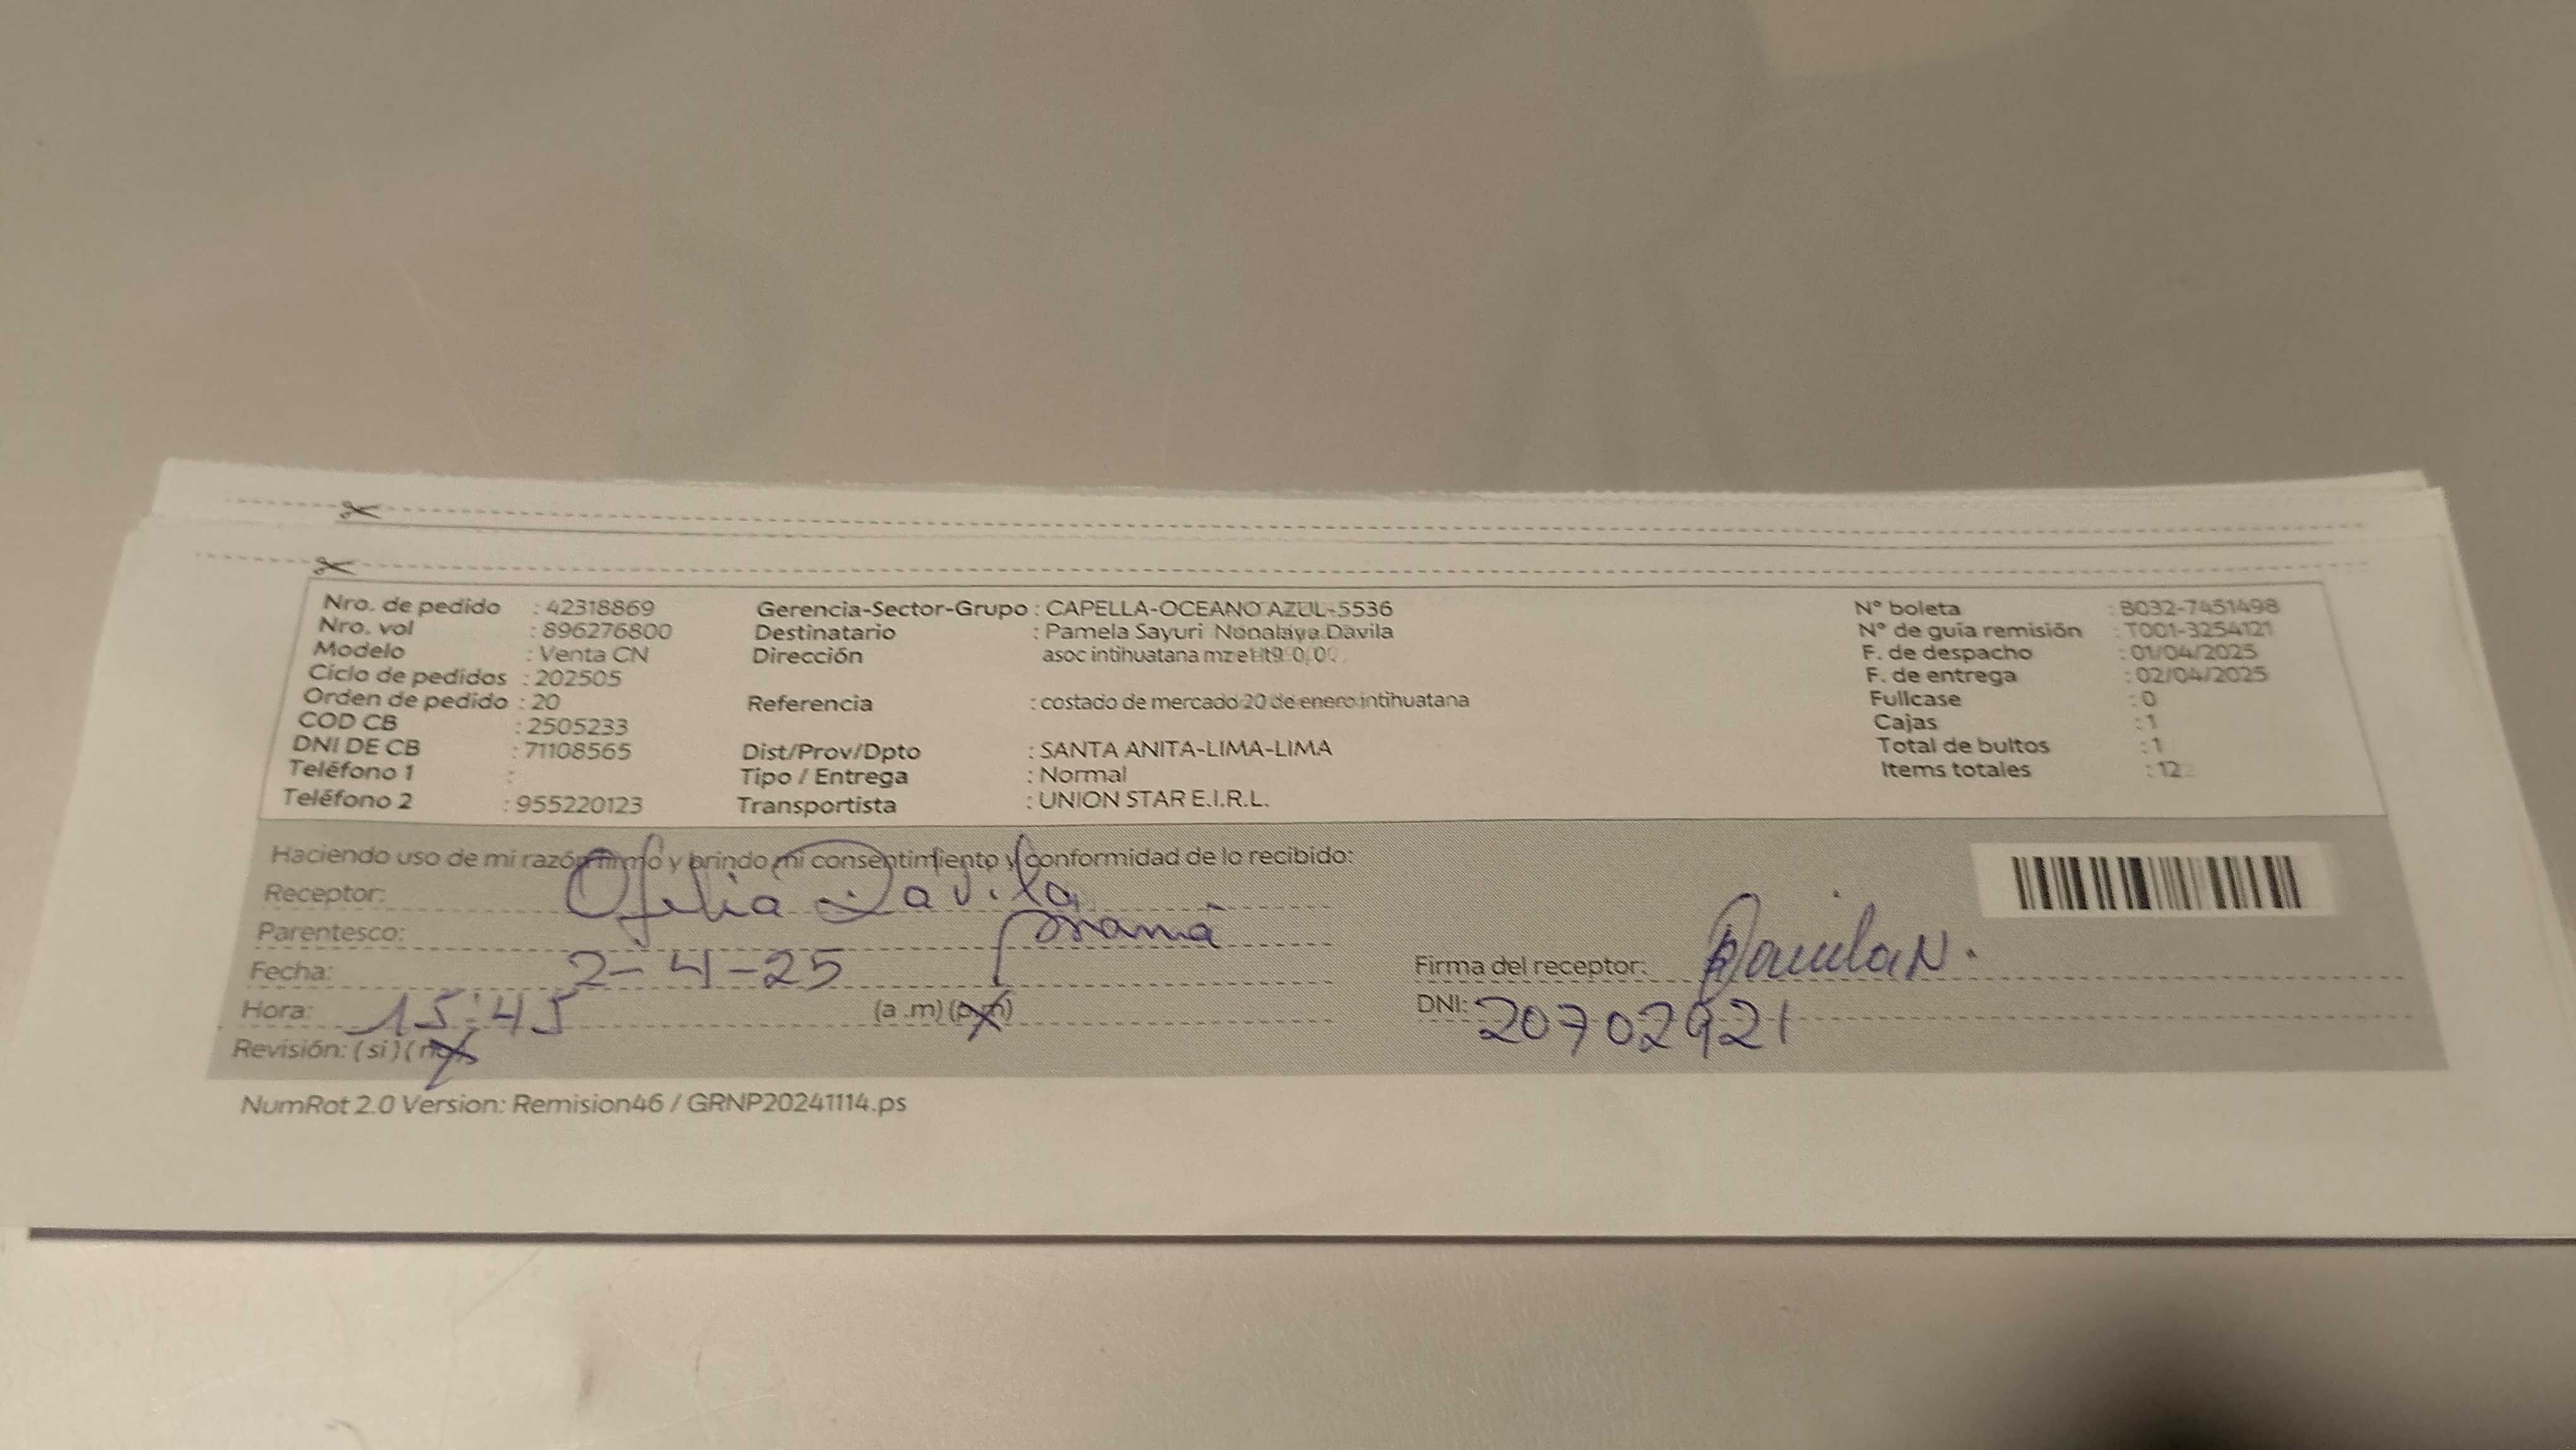 Nro. de pedido : 42318869 Gerencia-Sector-Grupo : CAPELLA-OCEANO AZUL-5536 N° boleta : B032-7451498
Nro. vol : 896276800 Destinatario : Pamela Sayuri Nonalaya Davila N° de guía remisión : T001-3254121
Modelo : Venta CN Dirección asoc intihuatana F. de despacho : 01/04/2025
Ciclo de pedidos : 202505 F. de entrega : 02/04/2025
Orden de pedido : 20 Referencia : costado de mercado 20 de enero intihuatana Fullcase : 0
COD CB : 2505233 Cajas : 1
DNI DE CB : 71108565 Dist/Prov/Dpto : SANTA ANITA-LIMA-LIMA Total de bultos : 1
Teléfono 1 : Tipo / Entrega : Normal Items totales : 12
Teléfono 2 : 955220123 Transportista : UNION STAR E.I.R.L.
Haciendo uso de mi razón firmo y brindo mi consentimiento y conformidad de lo recibido:
Receptor: Ofelia Davila
Parentesco: mamá
Fecha: 2-4-25
Firma del receptor: Davila N.
Hora: 15:45 (a .m) (p.m)
DNI: 20702921
Revisión: ( si ) ( no )
NumRot 2.0 Version: Remision46 / GRNP20241114.ps